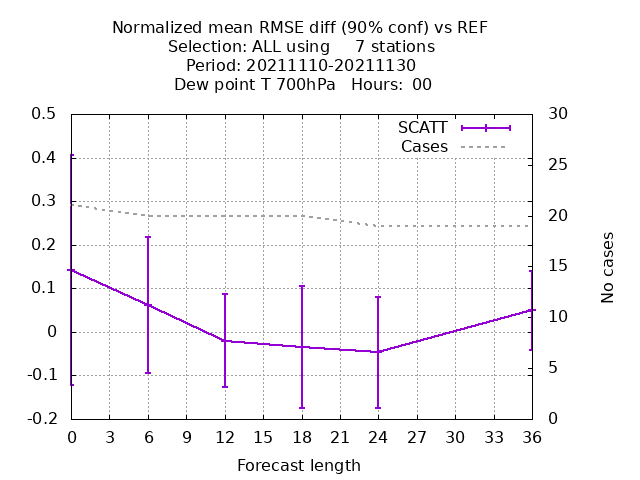 Normalized mean RMSE diff (90% conf) vs REF
Selection: ALL using     7 stations
Period: 20211110-20211130
Dew point T 700hPa   Hours:  00
0.5
0.4
0.3
0.2
0.1
0
-0.1
-0.2
SCATT
Cases
30
25
20
15
10
5
0
No cases
0 3 6 9 12 15 18 21 24 27 30 33 36
Forecast length